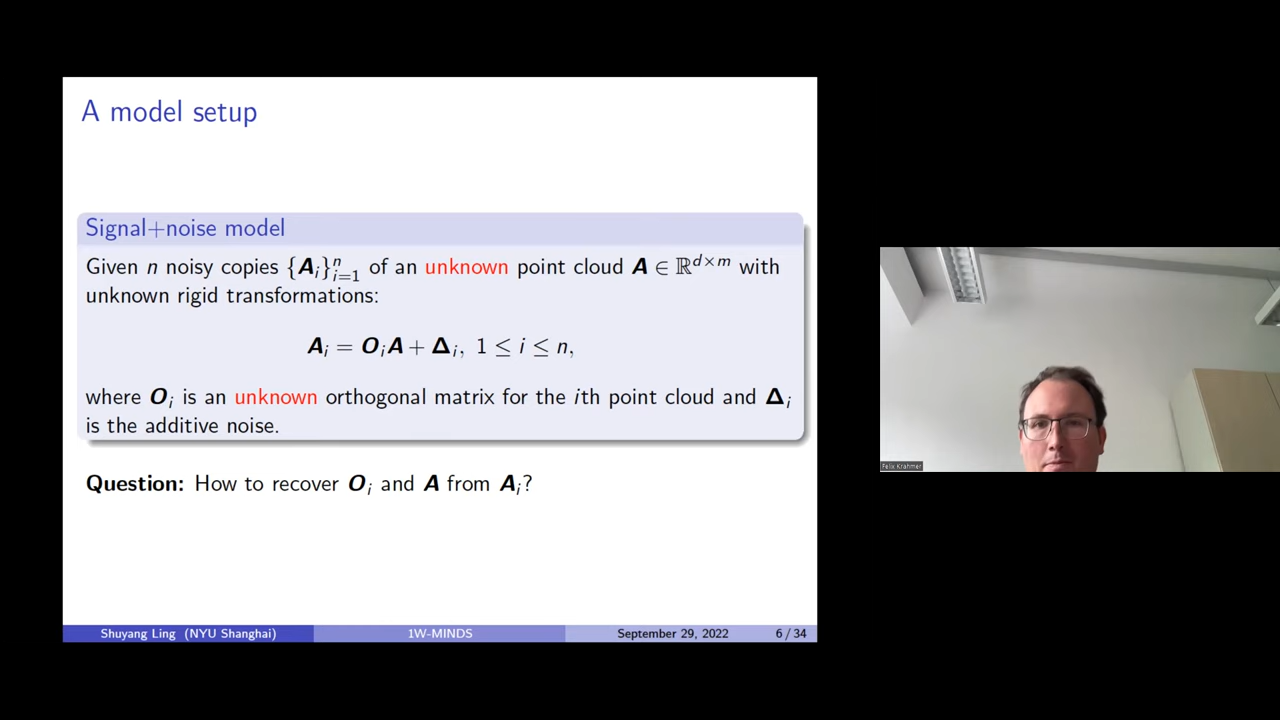 A model setup
Signal+noise model
Given n noisy copies {A_i}_{i=1}^n of an unknown point cloud A ∈ ℝ^{d×m} with
unknown rigid transformations:
A_i = O_iA + Δ_i, 1 ≤ i ≤ n,
where O_i is an unknown orthogonal matrix for the ith point cloud and Δ_i
is the additive noise.
Question: How to recover O_i and A from A_i?
Shuyang Ling (NYU Shanghai) 1W-MINDS September 29, 2022 6 / 34
Felix Krahmer